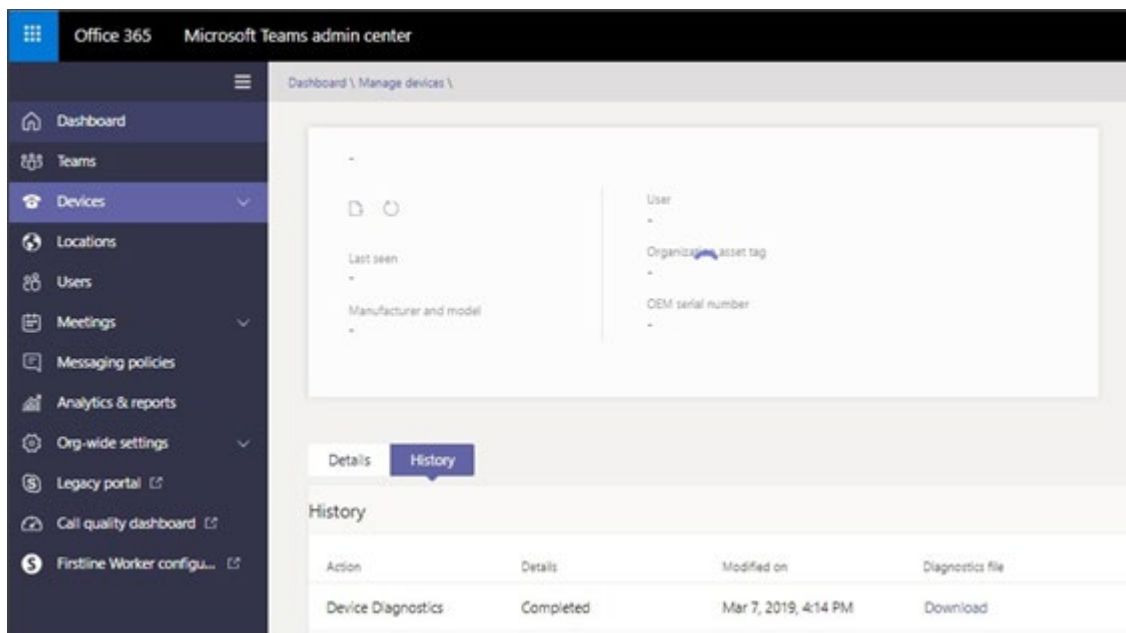 Office 365 Microsoft Teams admin center
Dashboard \ Manage devices \
Dashboard
Teams
Devices
Locations
Users
Meetings
Messaging policies
Analytics & reports
Org-wide settings
Legacy portal
Call quality dashboard
Firstline Worker configu...
-
Last seen
-
Manufacturer and model
-
User
-
Organization asset tag
-
OEM serial number
-
Details History
History
Action Details Modified on Diagnostics file
Device Diagnostics Completed Mar 7, 2019, 4:14 PM Download